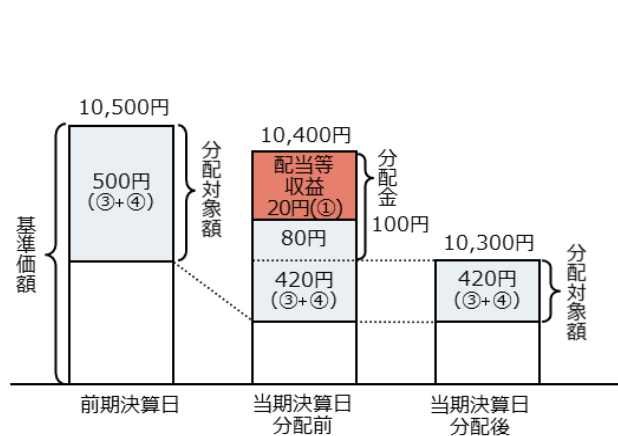 10,500円
500円
(③+④)
分配対象額
基準価額
前期決算日
10,400円
配当等
収益
20円(①)
80円
420円
(③+④)
分配金
100円
当期決算日
分配前
10,300円
420円
(③+④)
分配対象額
当期決算日
分配後